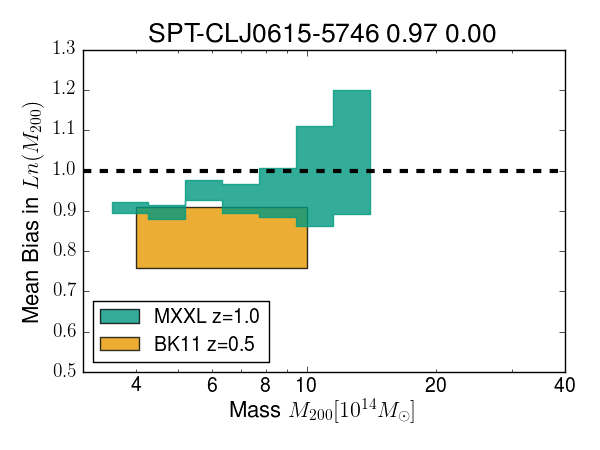 SPT-CLJ0615-5746 0.97 0.00
1.3
1.2
1.1
1.0
0.9
0.8
0.7
0.6
0.5
Mean Bias in Ln(M200)
MXXL z=1.0
BK11 z=0.5
4 6 8 10 20 40
Mass M200[10^14 M⊙]